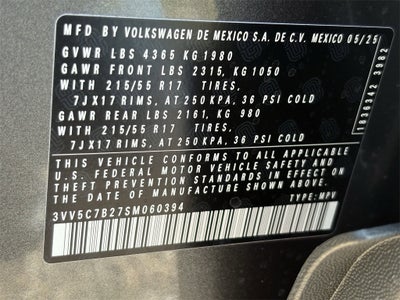 MFD BY VOLKSWAGEN DE MEXICO S.A. DE C.V. MEXICO 05/25
GVWR LBS 4365 KG 1980
GAWR FRONT LBS 2315, KG 1050
WITH 215/55 R17 TIRES,
7JX17 RIMS, AT 250 KPA, 36 PSI COLD
GAWR REAR LBS 2161, KG 980
WITH 215/55 R17 TIRES,
7JX17 RIMS, AT 250 KPA, 36 PSI COLD
THIS VEHICLE CONFORMS TO ALL APPLICABLE
U.S. FEDERAL MOTOR VEHICLE SAFETY AND
THEFT PREVENTION STANDARDS IN EFFECT ON
THE DATE OF MANUFACTURE SHOWN ABOVE.
3VV5C7B27SM060394 TYPE: MPV
1036342 3982